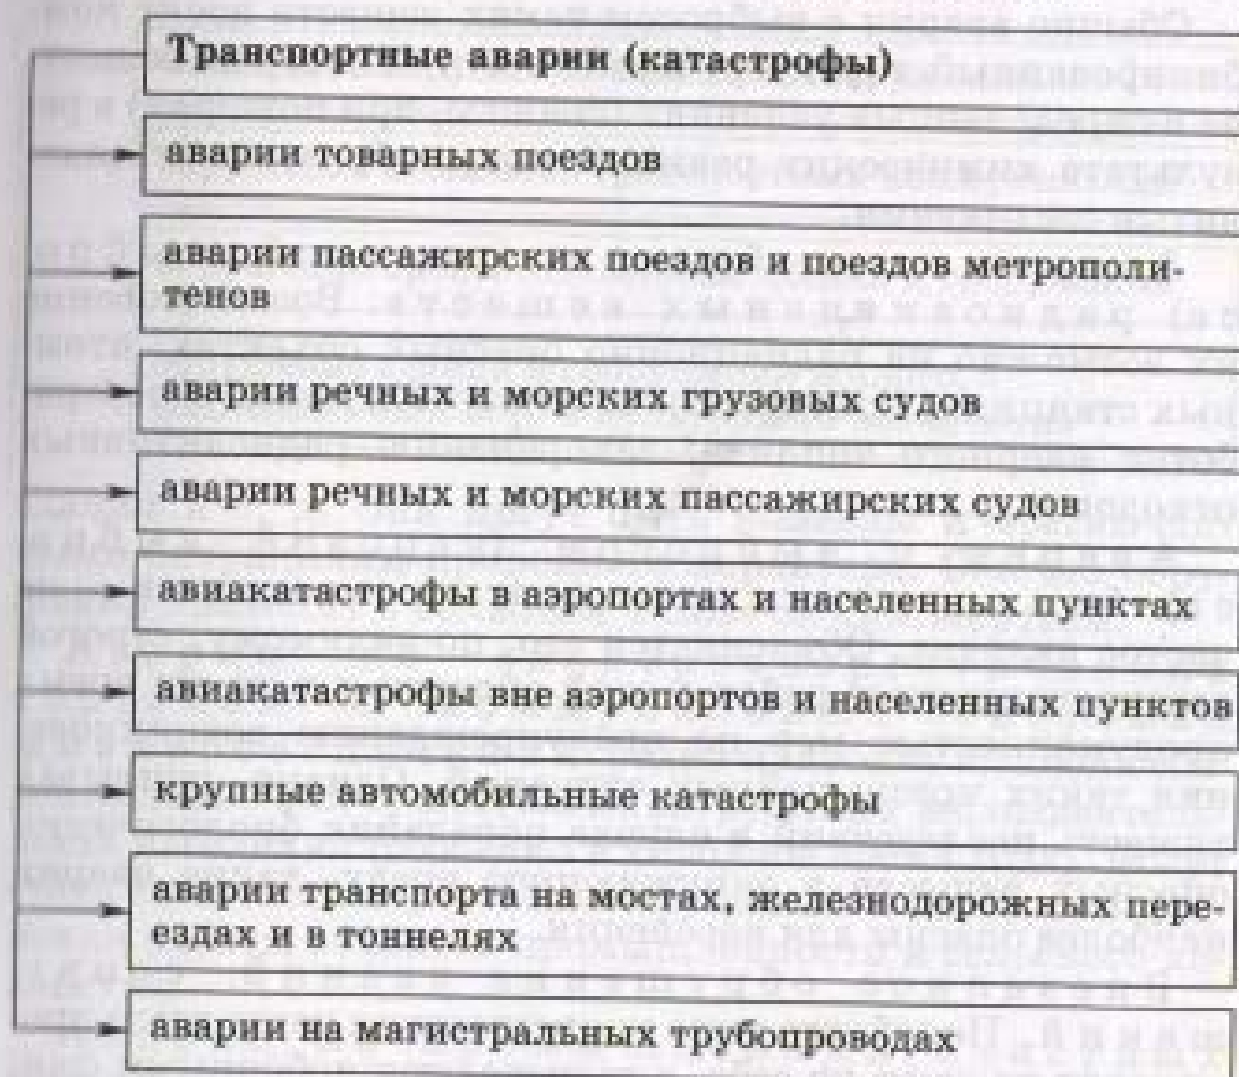 Транспортные аварии (катастрофы)
аварии товарных поездов
аварии пассажирских поездов и поездов метрополи-
тенов
аварии речных и морских грузовых судов
аварии речных и морских пассажирских судов
авиакатастрофы в аэропортах и населенных пунктах
авиакатастрофы вне аэропортов и населенных пунктов
крупные автомобильные катастрофы
аварии транспорта на мостах, железнодорожных пере-
ездах и в тоннелях
аварии на магистральных трубопроводах